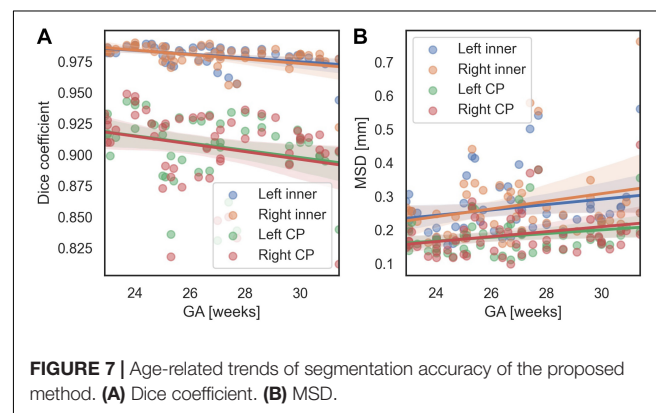 A
B
0.975
0.950
0.925
0.900
0.875
0.850
0.825
Dice coefficient
Left inner
Right inner
Left CP
Right CP
24 26 28 30
GA [weeks]
Left inner
Right inner
Left CP
Right CP
0.7
0.6
0.5
0.4
0.3
0.2
0.1
MSD [mm]
24 26 28 30
GA [weeks]
FIGURE 7 | Age-related trends of segmentation accuracy of the proposed
method. (A) Dice coefficient. (B) MSD.